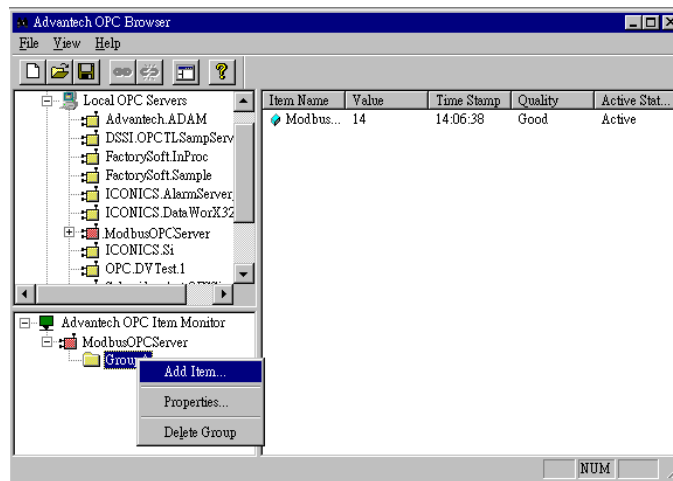 Advantech OPC Browser
File View Help
Local OPC Servers
Advantech.ADAM
DSSI.OPCTLSampServ
FactorySoft.InProc
FactorySoft.Sample
ICONICS.AlarmServer
ICONICS.DataWorX32
ModbusOPCServer
ICONICS.Si
OPC.DVTest.1
Item Name Value Time Stamp Quality Active Stat...
Modbus... 14 14:06:38 Good Active
Advantech OPC Item Monitor
ModbusOPCServer
Add Item...
Properties...
Delete Group
NUM